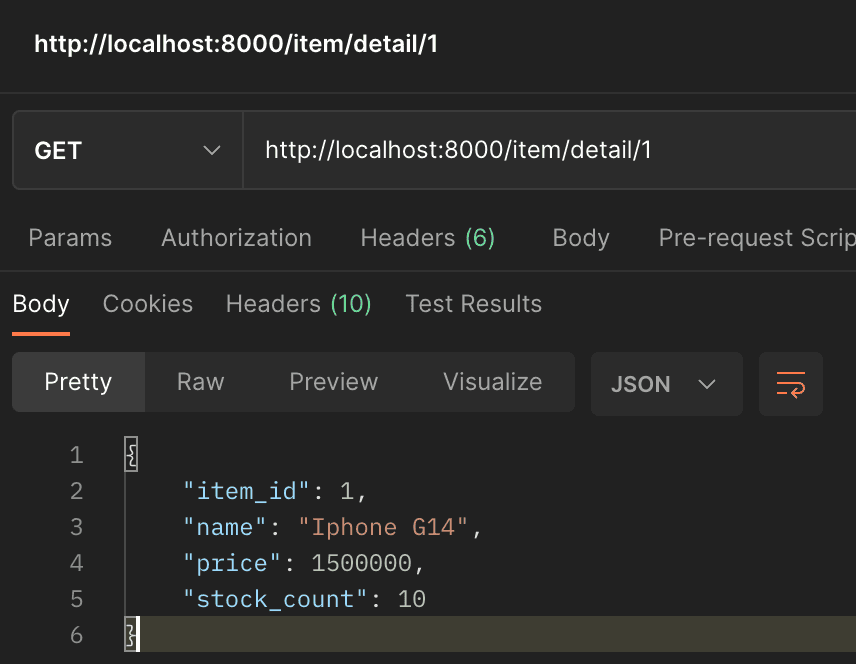 http://localhost:8000/item/detail/1
GET http://localhost:8000/item/detail/1
Params Authorization Headers (6) Body Pre-request Scrip
Body Cookies Headers (10) Test Results
Pretty Raw Preview Visualize JSON
1 {
2 "item_id": 1,
3 "name": "Iphone G14",
4 "price": 1500000,
5 "stock_count": 10
6 }